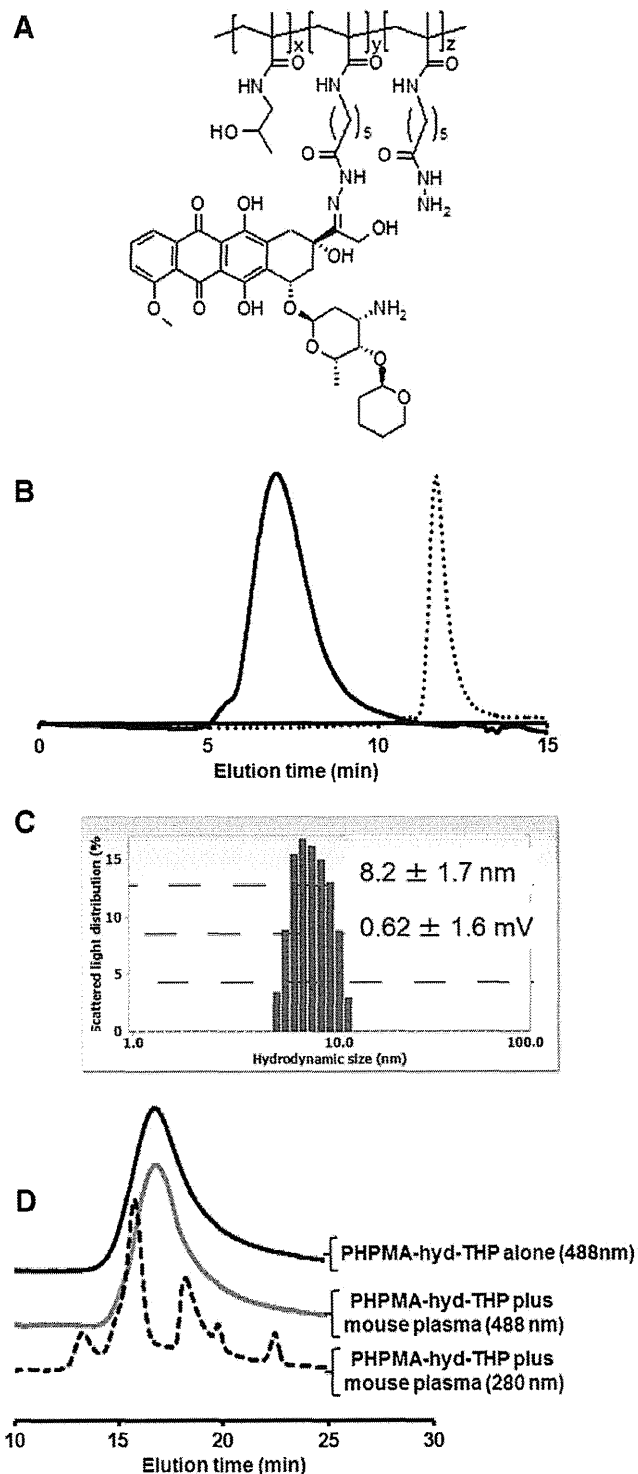 A
x
y
z
O
O
O
HN
HN
HN
HO
5
5
O
O
NH
NH
N
NH2
O
OH
OH
OH
O
O
OH
O
NH2
O
O
O
B
0
5
10
15
Elution time (min)
C
Scattered light distribution (%
15
10
5
0
8.2 ± 1.7 nm
0.62 ± 1.6 mV
1.0
10.0
100.0
Hydrodynamic size (nm)
D
PHPMA-hyd-THP alone (488nm)
PHPMA-hyd-THP plus
mouse plasma (488 nm)
PHPMA-hyd-THP plus
mouse plasma (280 nm)
10
15
20
25
30
Elution time (min)